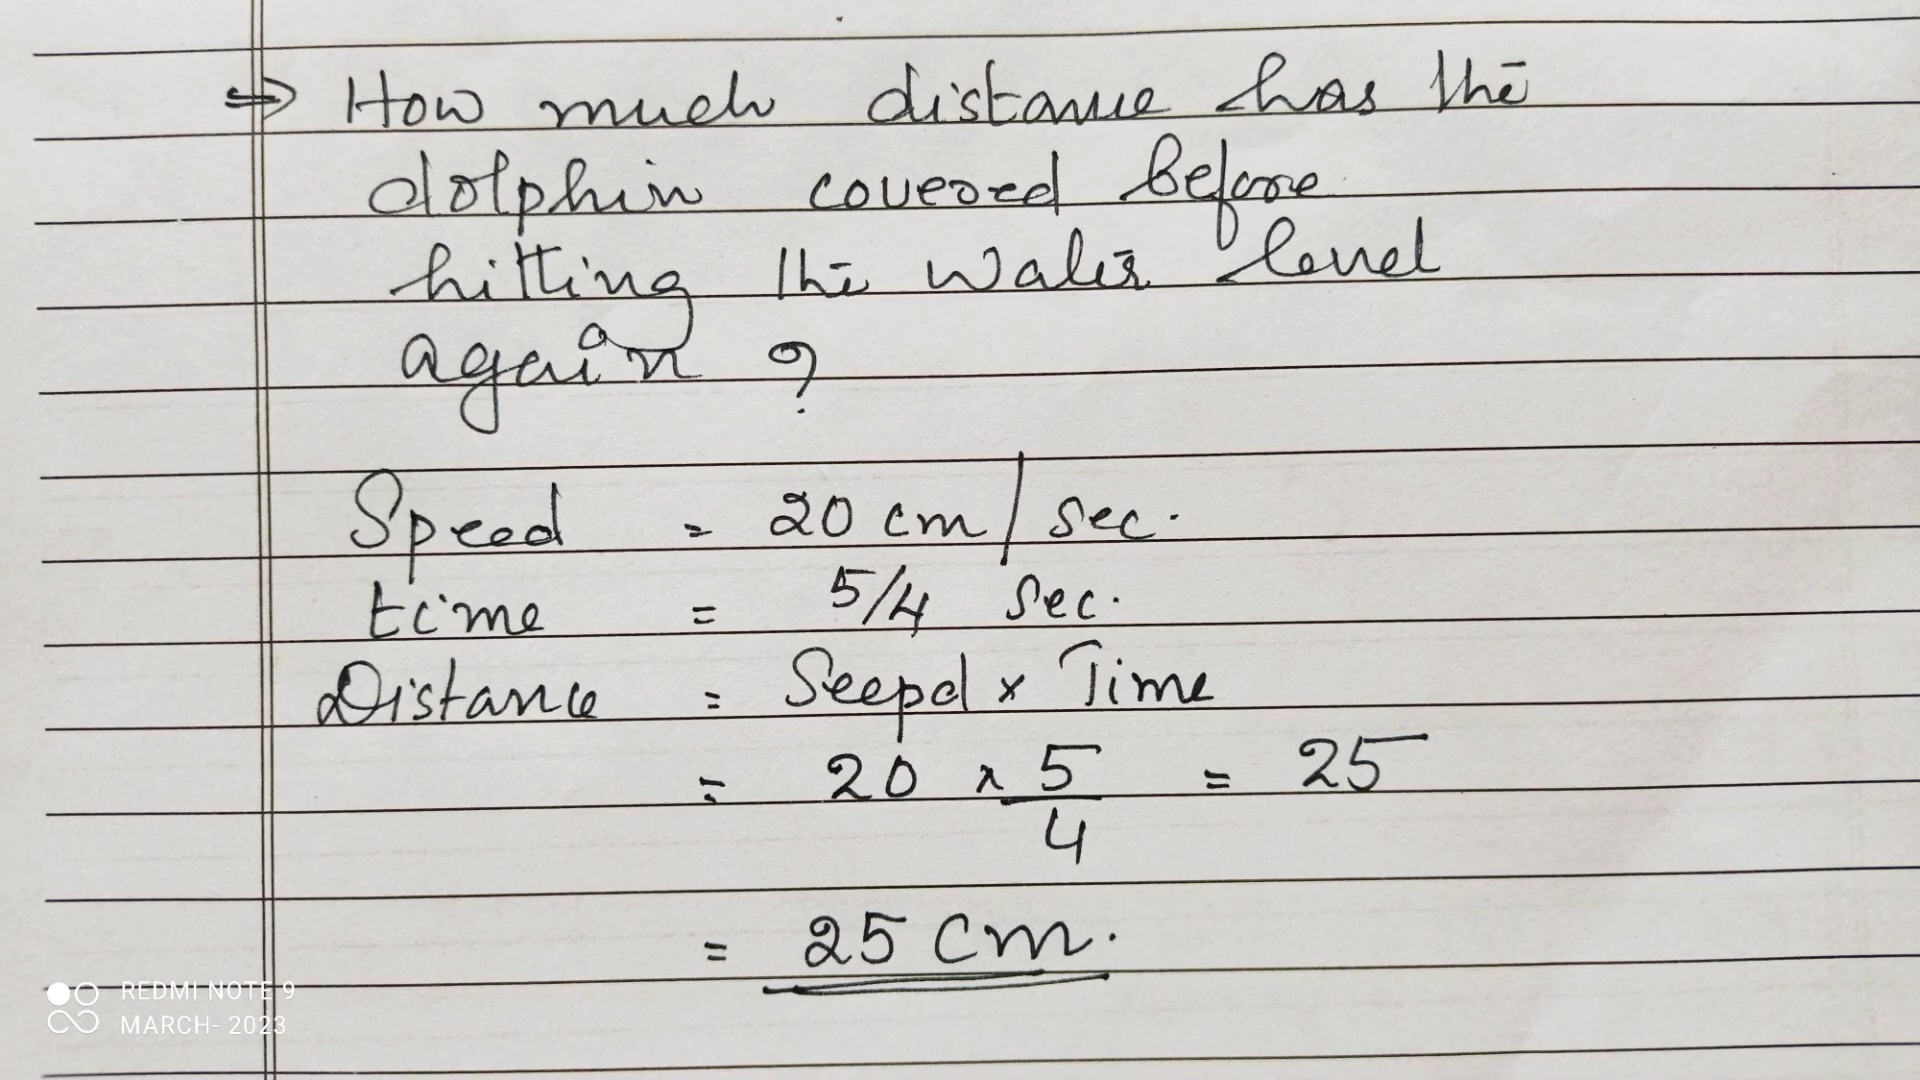 ⇒ How much distance has the
dolphin covered before
hitting the water level
again ?
Speed = 20 cm/sec.
time = 5/4 sec.
Distance = Seepd x Time
= 20 x 5/4 = 25
= 25 cm.
REDMI NOTE 9
MARCH- 2023